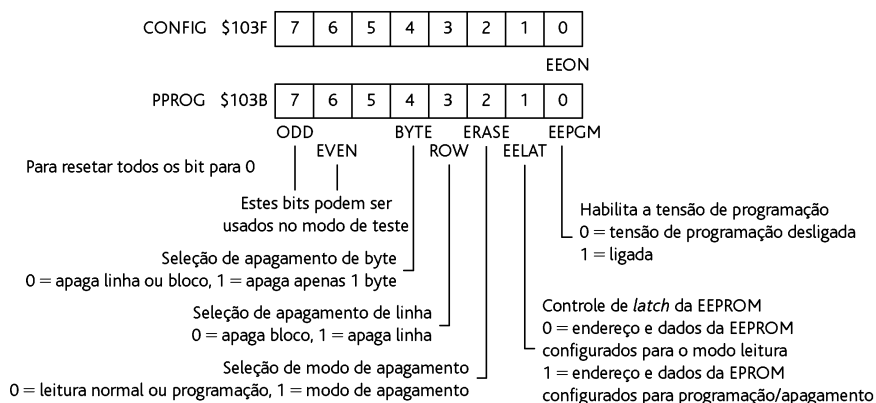 CONFIG $103F 7 6 5 4 3 2 1 0
EEON
PPROG $103B 7 6 5 4 3 2 1 0
ODD BYTE ERASE EEPGM
EVEN ROW EELAT
Para resetar todos os bit para 0
Estes bits podem ser
usados no modo de teste
Habilita a tensão de programação
0 = tensão de programação desligada
1 = ligada
Seleção de apagamento de byte
0 = apaga linha ou bloco, 1 = apaga apenas 1 byte
Seleção de apagamento de linha
0 = apaga bloco, 1 = apaga linha
Controle de latch da EEPROM
0 = endereço e dados da EEPROM
configurados para o modo leitura
1 = endereço e dados da EPROM
configurados para programação/apagamento
Seleção de modo de apagamento
0 = leitura normal ou programação, 1 = modo de apagamento